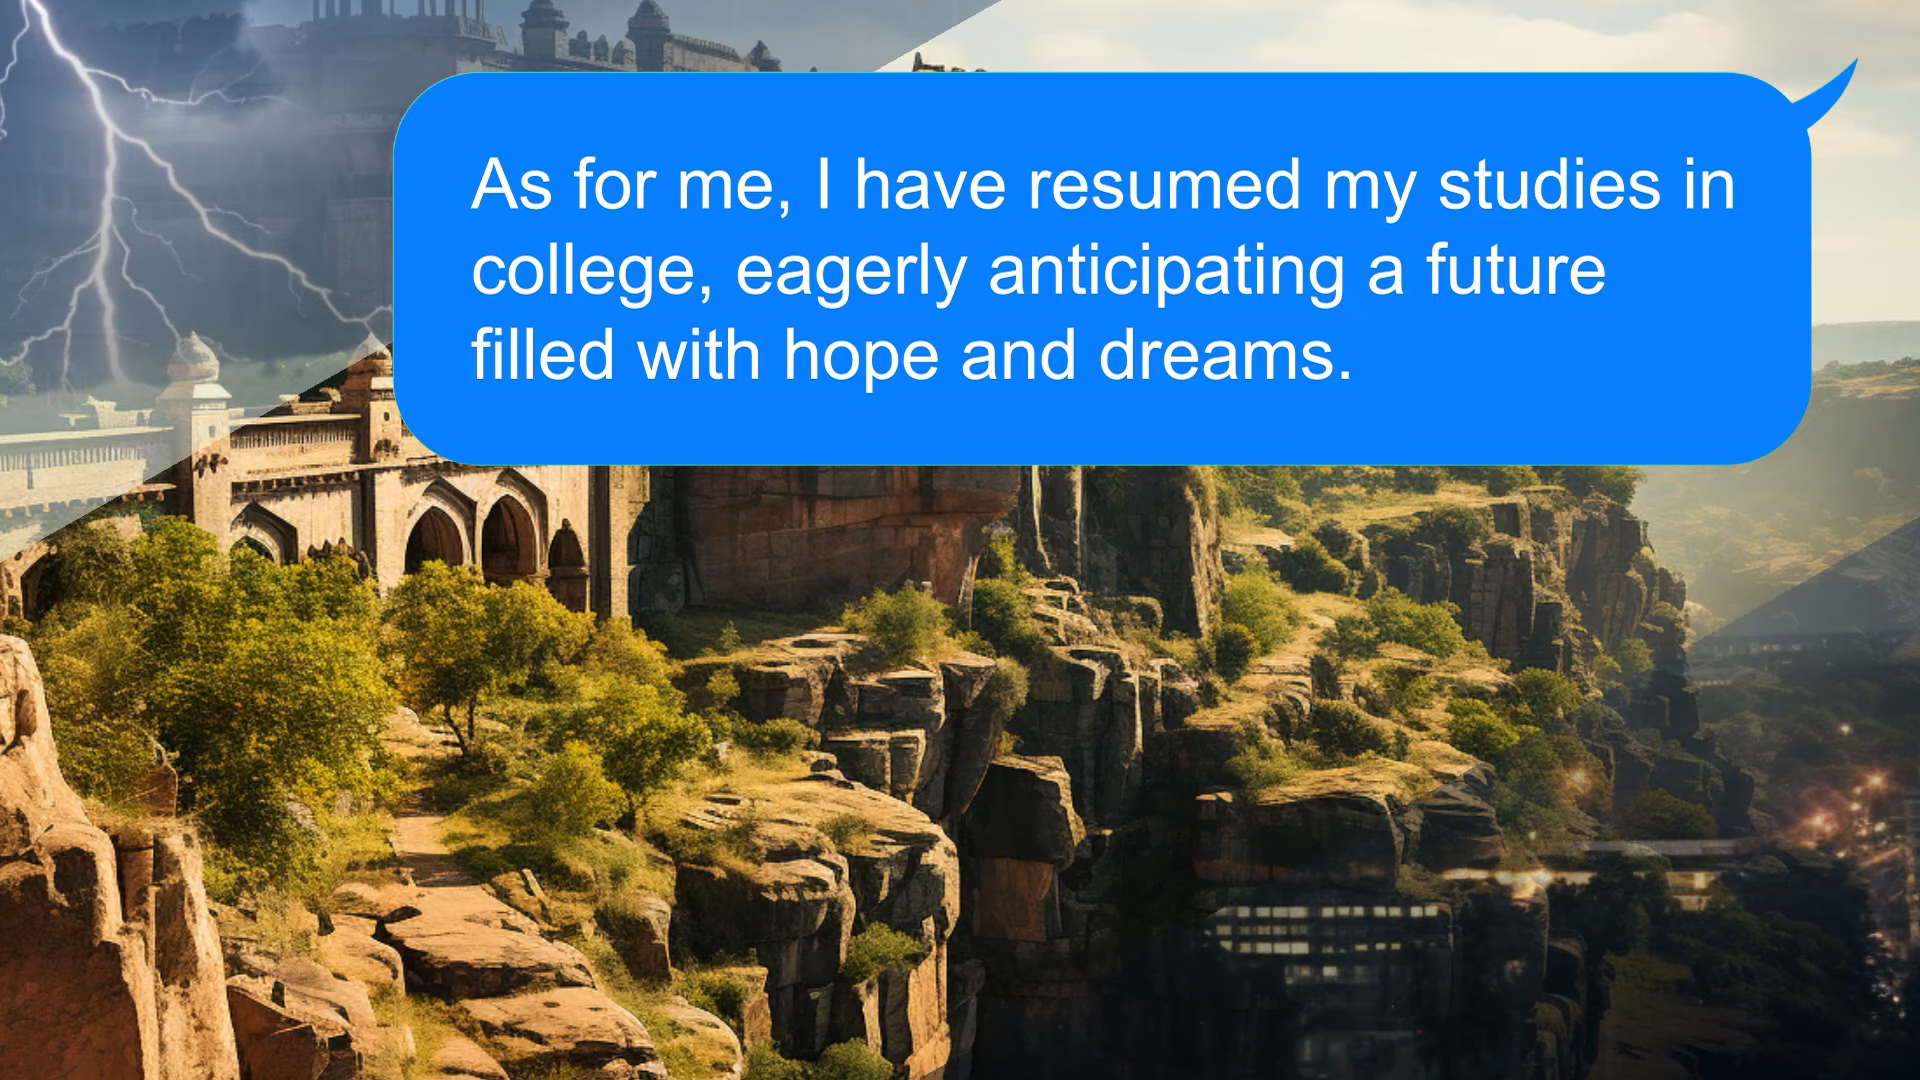 As for me, I have resumed my studies in
college, eagerly anticipating a future
filled with hope and dreams.